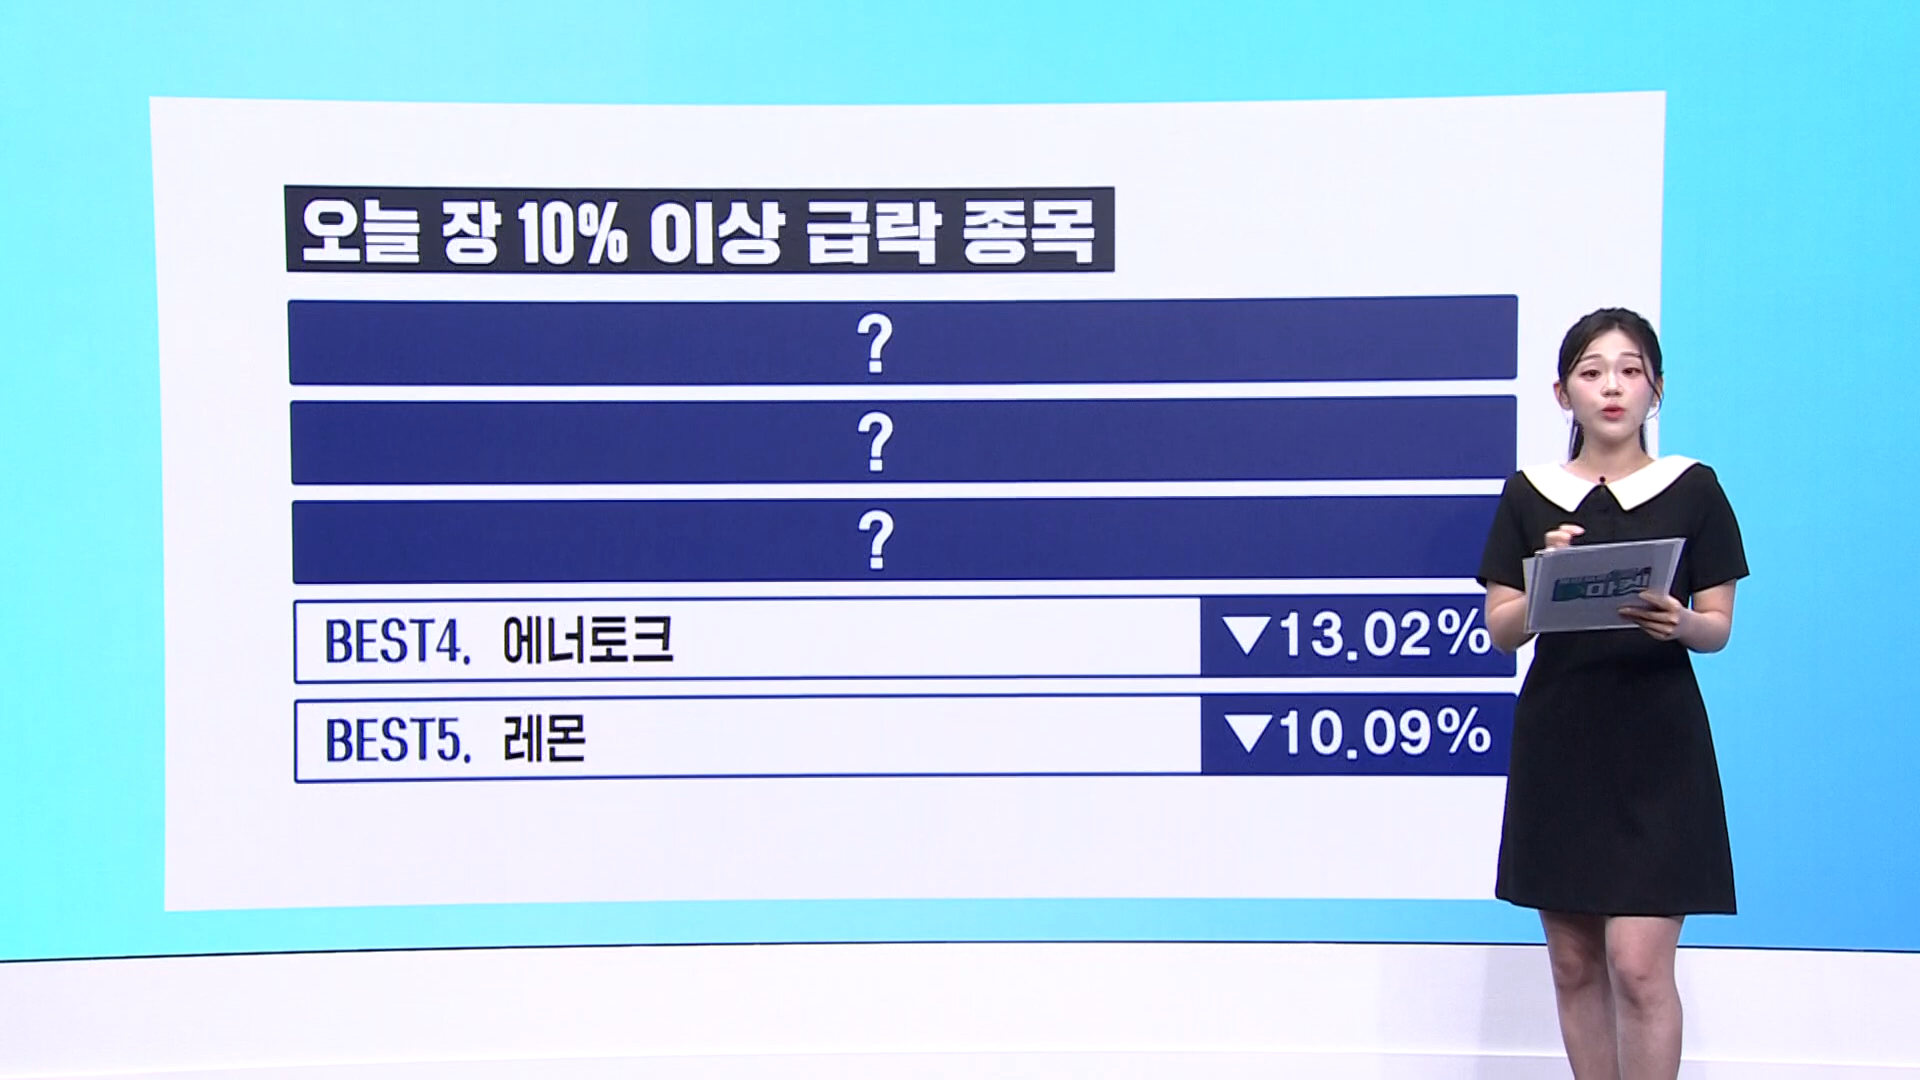 오늘 장 10% 이상 급락 종목
?
?
?
BEST4. 에너토크 ▼13.02%
BEST5. 레몬 ▼10.09%